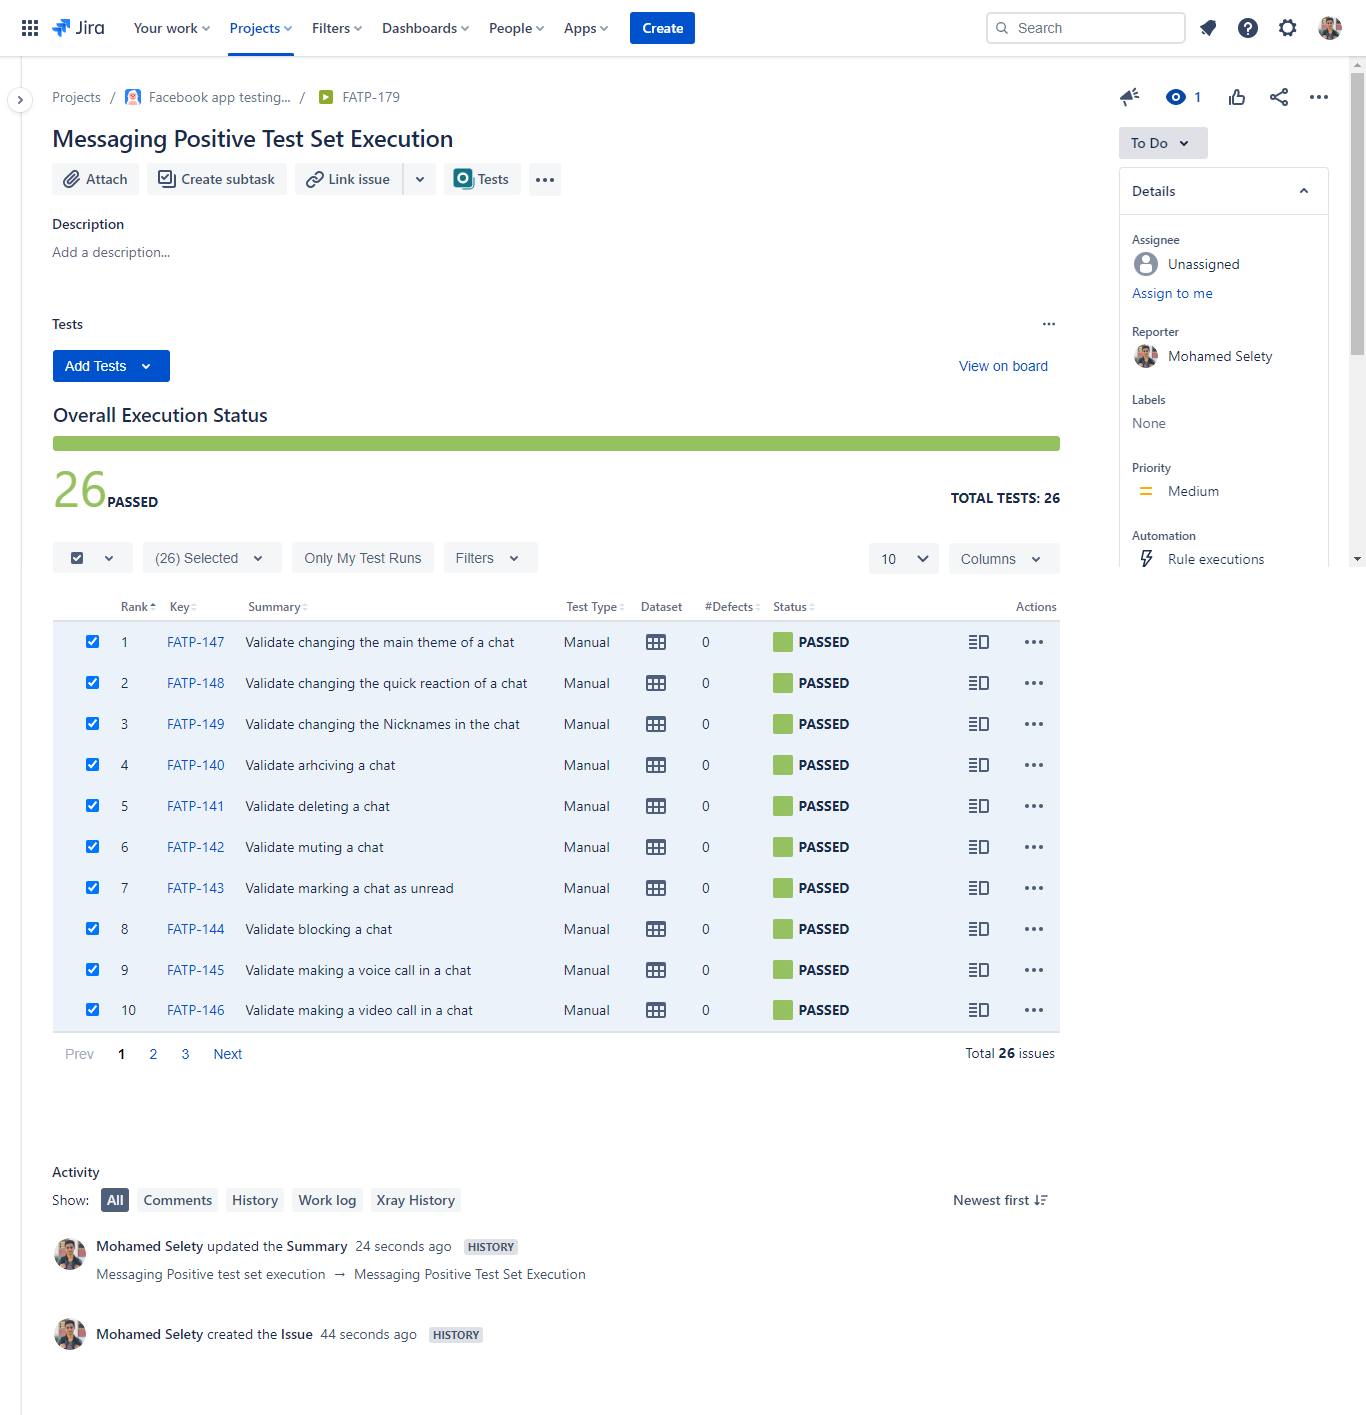 Jira Your work Projects Filters Dashboards People Apps Create Search
Projects / Facebook app testing... / FATP-179 1
Messaging Positive Test Set Execution
To Do
Attach Create subtask Link issue Tests
Details
Description
Add a description...
Assignee
Unassigned
Assign to me
Tests
Reporter
Mohamed Selety
Add Tests View on board
Labels
None
Overall Execution Status
Priority
Medium
26 PASSED TOTAL TESTS: 26
Automation
Rule executions
(26) Selected Only My Test Runs Filters 10 Columns
Rank Key Summary Test Type Dataset #Defects Status Actions
1 FATP-147 Validate changing the main theme of a chat Manual 0 PASSED
2 FATP-148 Validate changing the quick reaction of a chat Manual 0 PASSED
3 FATP-149 Validate changing the Nicknames in the chat Manual 0 PASSED
4 FATP-140 Validate arhciving a chat Manual 0 PASSED
5 FATP-141 Validate deleting a chat Manual 0 PASSED
6 FATP-142 Validate muting a chat Manual 0 PASSED
7 FATP-143 Validate marking a chat as unread Manual 0 PASSED
8 FATP-144 Validate blocking a chat Manual 0 PASSED
9 FATP-145 Validate making a voice call in a chat Manual 0 PASSED
10 FATP-146 Validate making a video call in a chat Manual 0 PASSED
Prev 1 2 3 Next Total 26 issues
Activity
Show: All Comments History Work log Xray History Newest first
Mohamed Selety updated the Summary 24 seconds ago HISTORY
Messaging Positive test set execution → Messaging Positive Test Set Execution
Mohamed Selety created the Issue 44 seconds ago HISTORY